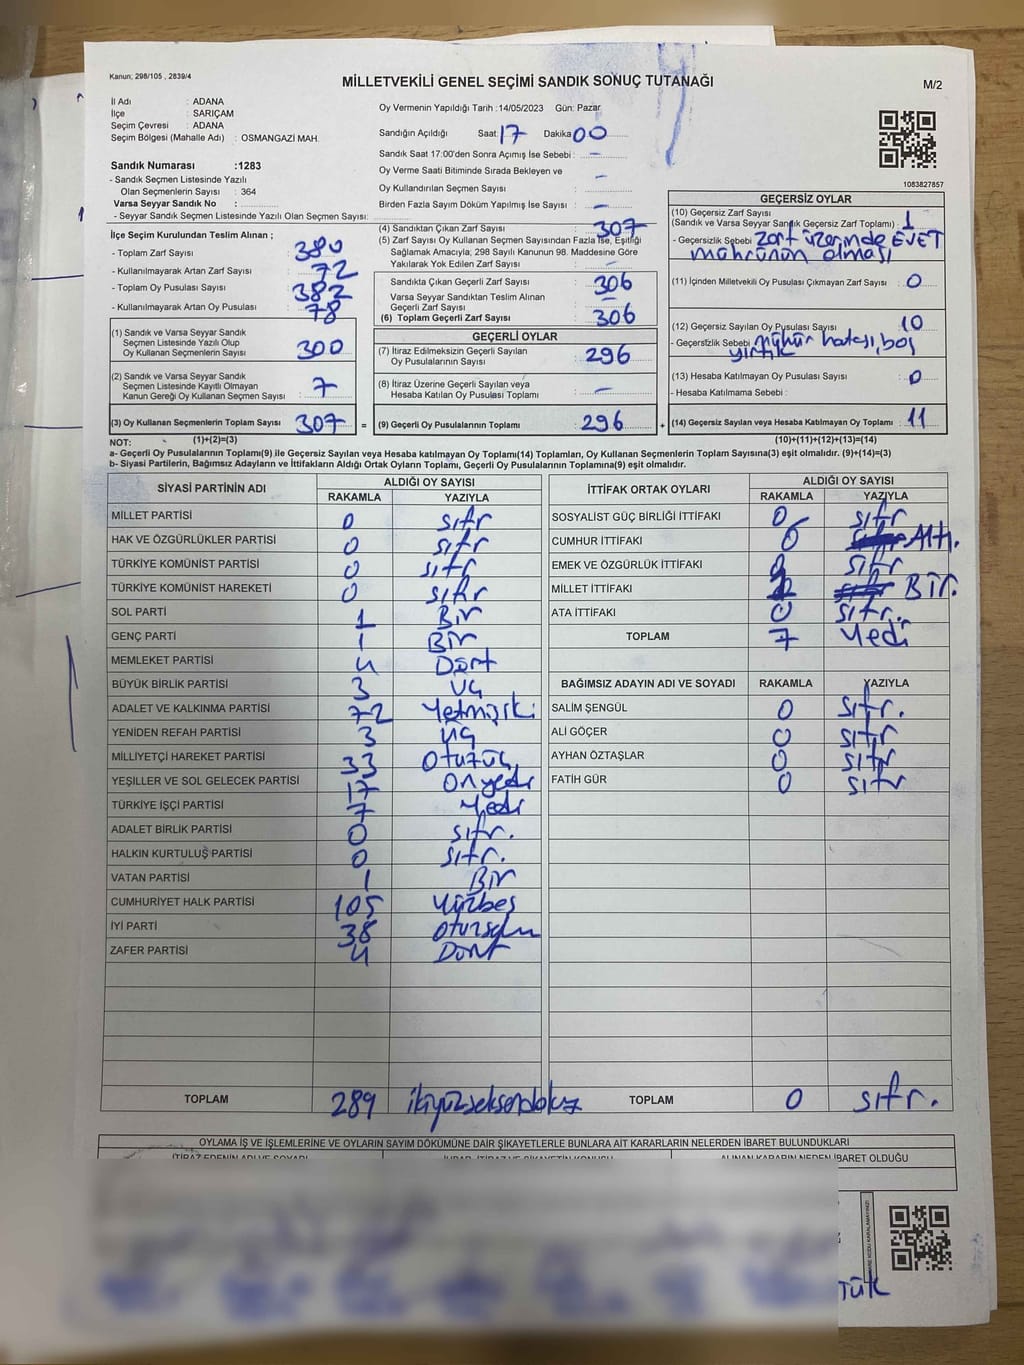 Kanun; 298/105 , 2839/4
MİLLETVEKİLİ GENEL SEÇİMİ SANDIK SONUÇ TUTANAĞI
M/2
İl Adı : ADANA
İlçe : SARIÇAM
Seçim Çevresi : ADANA
Seçim Bölgesi (Mahalle Adı) : OSMANGAZİ MAH.
Sandık Numarası :1283
- Sandık Seçmen Listesinde Yazılı
Olan Seçmenlerin Sayısı : 364
Varsa Seyyar Sandık No :
- Seyyar Sandık Seçmen Listesinde Yazılı Olan Seçmen Sayısı:
Oy Vermenin Yapıldığı Tarih :14/05/2023 Gün: Pazar
Sandığın Açıldığı Saat: 17 Dakika 00
Sandık Saat 17:00'den Sonra Açımış İse Sebebi : –
Oy Verme Saati Bitiminde Sırada Bekleyen ve
Oy Kullandırılan Seçmen Sayısı : –
Birden Fazla Sayım Döküm Yapılmış İse Sayısı : –
1083827857
İlçe Seçim Kurulundan Teslim Alınan ;
- Toplam Zarf Sayısı : 380
- Kullanılmayarak Artan Zarf Sayısı : 72
- Toplam Oy Pusulası Sayısı : 382
- Kullanılmayarak Artan Oy Pusulası : 78
(1) Sandık ve Varsa Seyyar Sandık
Seçmen Listesinde Yazılı Olup
Oy Kullanan Seçmenlerin Sayısı : 300
(2) Sandık ve Varsa Seyyar Sandık
Seçmen Listesinde Kayıtlı Olmayan
Kanun Gereği Oy Kullanan Seçmen Sayısı : 7
(3) Oy Kullanan Seçmenlerin Toplam Sayısı : 307 =
(4) Sandıktan Çıkan Zarf Sayısı : 307
(5) Zarf Sayısı Oy Kullanan Seçmen Sayısından Fazla İse, Eşitliği
Sağlamak Amacıyla; 298 Sayılı Kanunun 98. Maddesine Göre
Yakılarak Yok Edilen Zarf Sayısı : –
Sandıkta Çıkan Geçerli Zarf Sayısı : 306
Varsa Seyyar Sandıktan Teslim Alınan
Geçerli Zarf Sayısı : –
(6) Toplam Geçerli Zarf Sayısı : 306
GEÇERLİ OYLAR
(7) İtiraz Edilmeksizin Geçerli Sayılan
Oy Pusulalarının Sayısı : 296
(8) İtiraz Üzerine Geçerli Sayılan veya
Hesaba Katılan Oy Pusulası Toplamı : –
(9) Geçerli Oy Pusulalarının Toplamı : 296 +
GEÇERSİZ OYLAR
(10) Geçersiz Zarf Sayısı
(Sandık ve Varsa Seyyar Sandık Geçersiz Zarf Toplamı) : 1
- Geçersizlik Sebebi : zarf üzerinde EVET
mührünün olması
(11) İçinden Milletvekili Oy Pusulası Çıkmayan Zarf Sayısı : 0
(12) Geçersiz Sayılan Oy Pusulası Sayısı : 10
- Geçersizlik Sebebi : mühür hatası, boş
yırtık
(13) Hesaba Katılmayan Oy Pusulası Sayısı : 0
- Hesaba Katılmama Sebebi :
(14) Geçersiz Sayılan veya Hesaba Katılmayan Oy Toplamı : 11
NOT: (1)+(2)=(3) (10)+(11)+(12)+(13)=(14)
a- Geçerli Oy Pusulalarının Toplamı(9) ile Geçersiz Sayılan veya Hesaba katılmayan Oy Toplamı(14) Toplamları, Oy Kullanan Seçmenlerin Toplam Sayısına(3) eşit olmalıdır. (9)+(14)=(3)
b- Siyasi Partilerin, Bağımsız Adayların ve İttifakların Aldığı Ortak Oyların Toplamı, Geçerli Oy Pusulalarının Toplamına(9) eşit olmalıdır.
SİYASİ PARTİNİN ADI ALDIĞI OY SAYISI
RAKAMLA YAZIYLA
MİLLET PARTİSİ 0 sıfır
HAK VE ÖZGÜRLÜKLER PARTİSİ 0 sıfır
TÜRKİYE KOMÜNİST PARTİSİ 0 sıfır
TÜRKİYE KOMÜNİST HAREKETİ 0 sıfır
SOL PARTİ 1 Bir
GENÇ PARTİ 1 Bir
MEMLEKET PARTİSİ 4 Dört
BÜYÜK BİRLİK PARTİSİ 3 üç
ADALET VE KALKINMA PARTİSİ 72 Yetmişiki
YENİDEN REFAH PARTİSİ 3 üç
MİLLİYETÇİ HAREKET PARTİSİ 33 Otuzüç
YEŞİLLER VE SOL GELECEK PARTİSİ 17 Onyedi
TÜRKİYE İŞÇİ PARTİSİ 7 Yedi
ADALET BİRLİK PARTİSİ 0 sıfır.
HALKIN KURTULUŞ PARTİSİ 0 sıfır.
VATAN PARTİSİ 1 Bir
CUMHURİYET HALK PARTİSİ 105 Yüzbeş
İYİ PARTİ 38 Otuzsekiz
ZAFER PARTİSİ 4 Dört
TOPLAM 289 ikiyüzseksendokuz
İTTİFAK ORTAK OYLARI ALDIĞI OY SAYISI
RAKAMLA YAZIYLA
SOSYALİST GÜÇ BİRLİĞİ İTTİFAKI 0 sıfır
CUMHUR İTTİFAKI 6 Altı.
EMEK VE ÖZGÜRLÜK İTTİFAKI sıfır
MİLLET İTTİFAKI Bir.
ATA İTTİFAKI 0 sıfır.
TOPLAM 7 Yedi
BAĞIMSIZ ADAYIN ADI VE SOYADI RAKAMLA YAZIYLA
SALİM ŞENGÜL 0 sıfır.
ALİ GÖÇER 0 sıfır
AYHAN ÖZTAŞLAR 0 sıfır
FATİH GÜR 0 sıfır
TOPLAM 0 sıfır.
OYLAMA İŞ VE İŞLEMLERİNE VE OYLARIN SAYIM DÖKÜMÜNE DAİR ŞİKAYETLERLE BUNLARA AİT KARARLARIN NELERDEN İBARET BULUNDUKLARI
İTİRAZ EDENİN ADI VE SOYADI ALINAN KARARIN NEDEN İBARET OLDUĞU